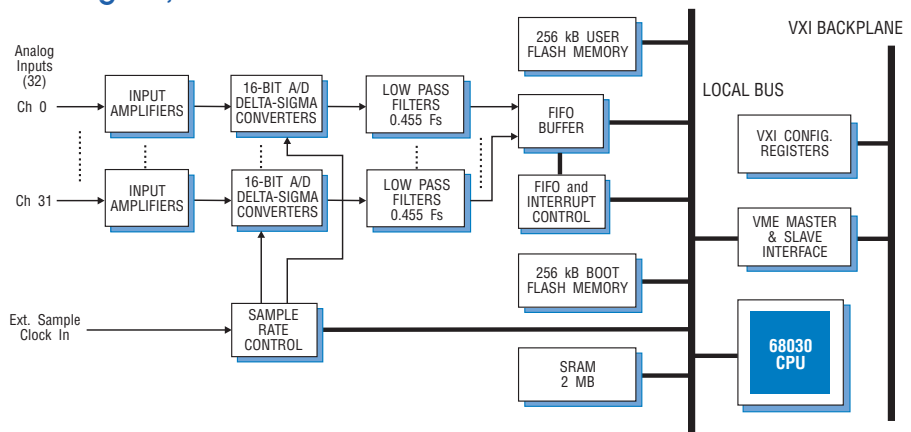 256 kB USER
FLASH MEMORY
VXI BACKPLANE
Analog
Inputs
(32)
Ch 0
INPUT
AMPLIFIERS
16-BIT A/D
DELTA-SIGMA
CONVERTERS
LOW PASS
FILTERS
0.455 Fs
FIFO
BUFFER
LOCAL BUS
VXI CONFIG.
REGISTERS
Ch 31
INPUT
AMPLIFIERS
16-BIT A/D
DELTA-SIGMA
CONVERTERS
LOW PASS
FILTERS
0.455 Fs
FIFO and
INTERRUPT
CONTROL
VME MASTER
& SLAVE
INTERFACE
256 kB BOOT
FLASH MEMORY
Ext. Sample
Clock In
SAMPLE
RATE
CONTROL
68030
CPU
SRAM
2 MB